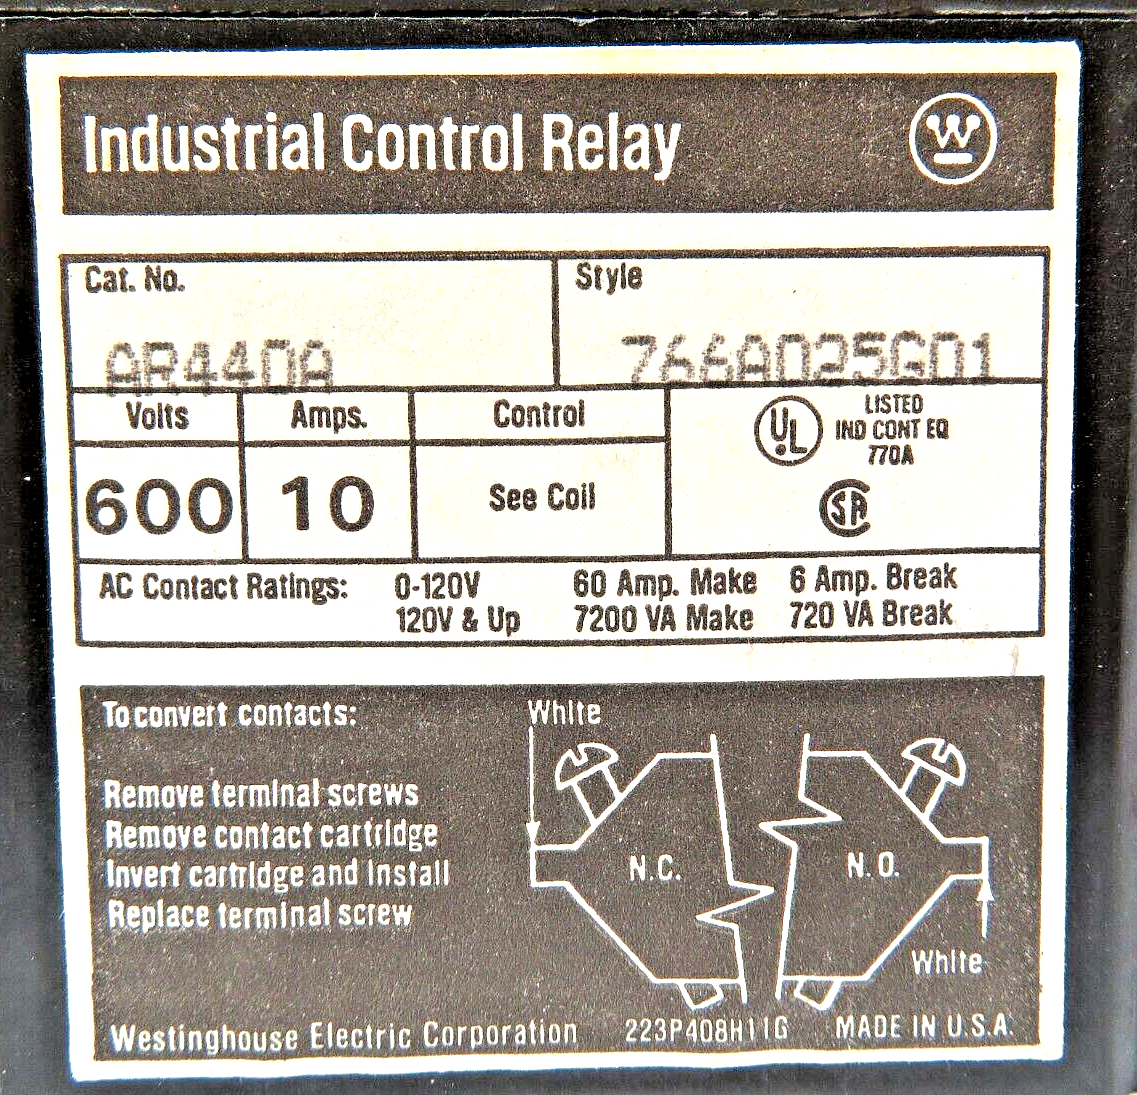 Industrial Control Relay
W
Cat. No.
Style
AR440A
766A025G01
Volts
Amps.
Control
UL
LISTED
IND CONT EQ
770A
600
10
See Coil
SA
AC Contact Ratings: 0-120V 60 Amp. Make 6 Amp. Break
120V & Up 7200 VA Make 720 VA Break
To convert contacts:
White
Remove terminal screws
Remove contact cartridge
Invert cartridge and Install
Replace terminal screw
N.C.
N.O.
White
Westinghouse Electric Corporation 223P408H11G MADE IN U.S.A.